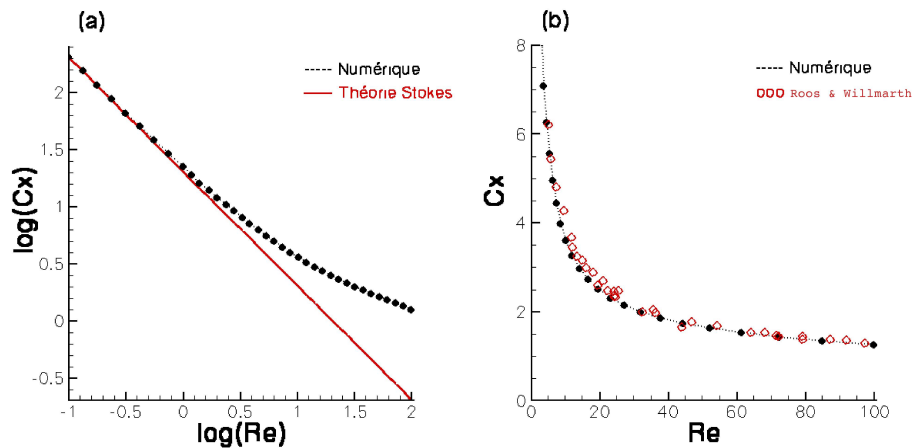 (a)
Numérique
Théorie Stokes
log(Cx)
2
1.5
1
0.5
0
-0.5
-1
-0.5
0
0.5
1
1.5
2
log(Re)
(b)
Numérique
Roos & Willmarth
Cx
8
6
4
2
0
0
20
40
60
80
100
Re